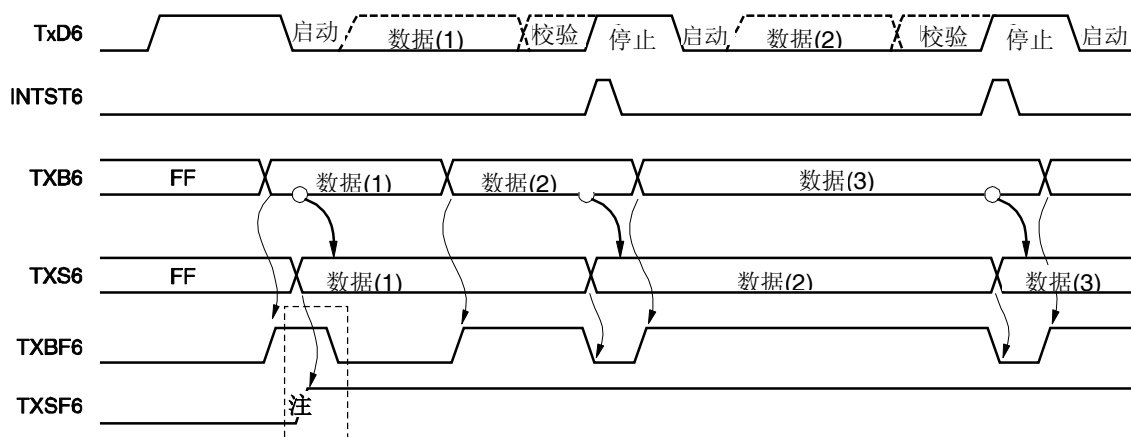 TxD6 启动 数据(1) 校验 停止 启动 数据(2) 校验 停止 启动
INTST6
TXB6 FF 数据(1) 数据(2) 数据(3)
TXS6 FF 数据(1) 数据(2) 数据(3)
TXBF6
TXSF6 注